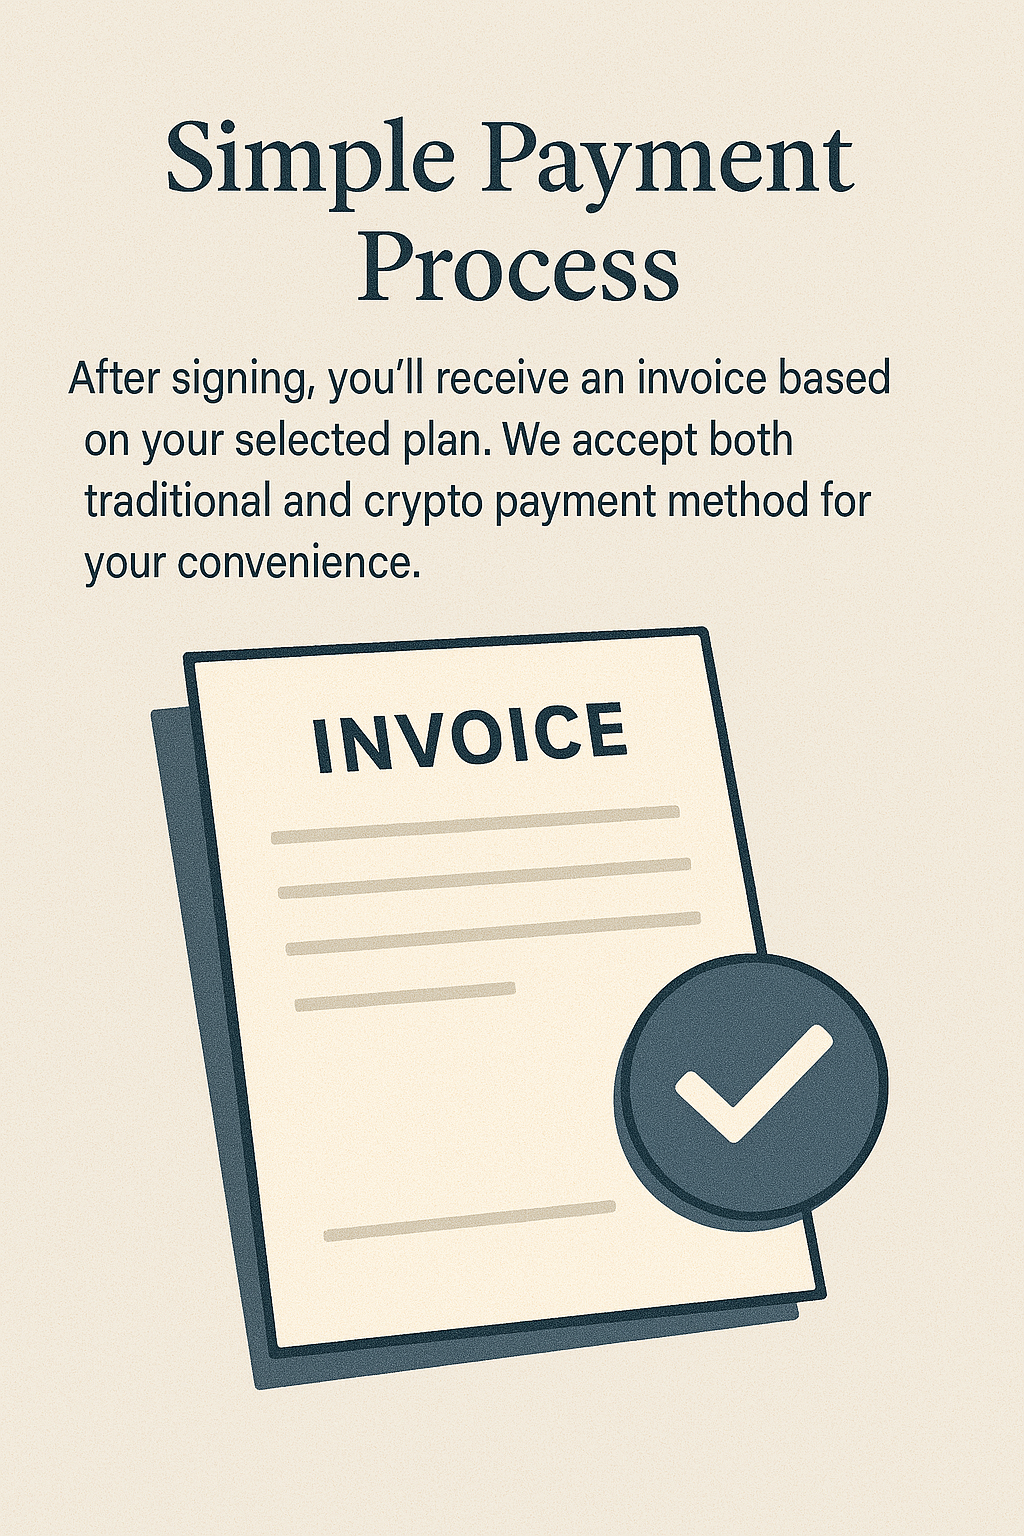 Simple Payment
Process
After signing, you’ll receive an invoice based
on your selected plan. We accept both
traditional and crypto payment method for
your convenience.
INVOICE